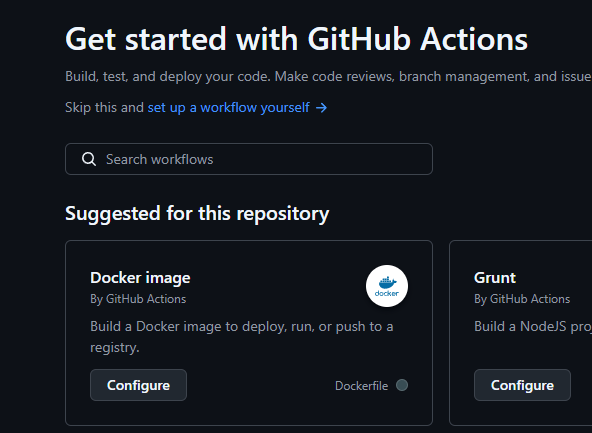 Get started with GitHub Actions
Build, test, and deploy your code. Make code reviews, branch management, and issue
Skip this and set up a workflow yourself →
Search workflows
Suggested for this repository
Docker image
By GitHub Actions
docker
Build a Docker image to deploy, run, or push to a
registry.
Configure
Dockerfile
Grunt
By GitHub Actions
Build a NodeJS proj
Configure